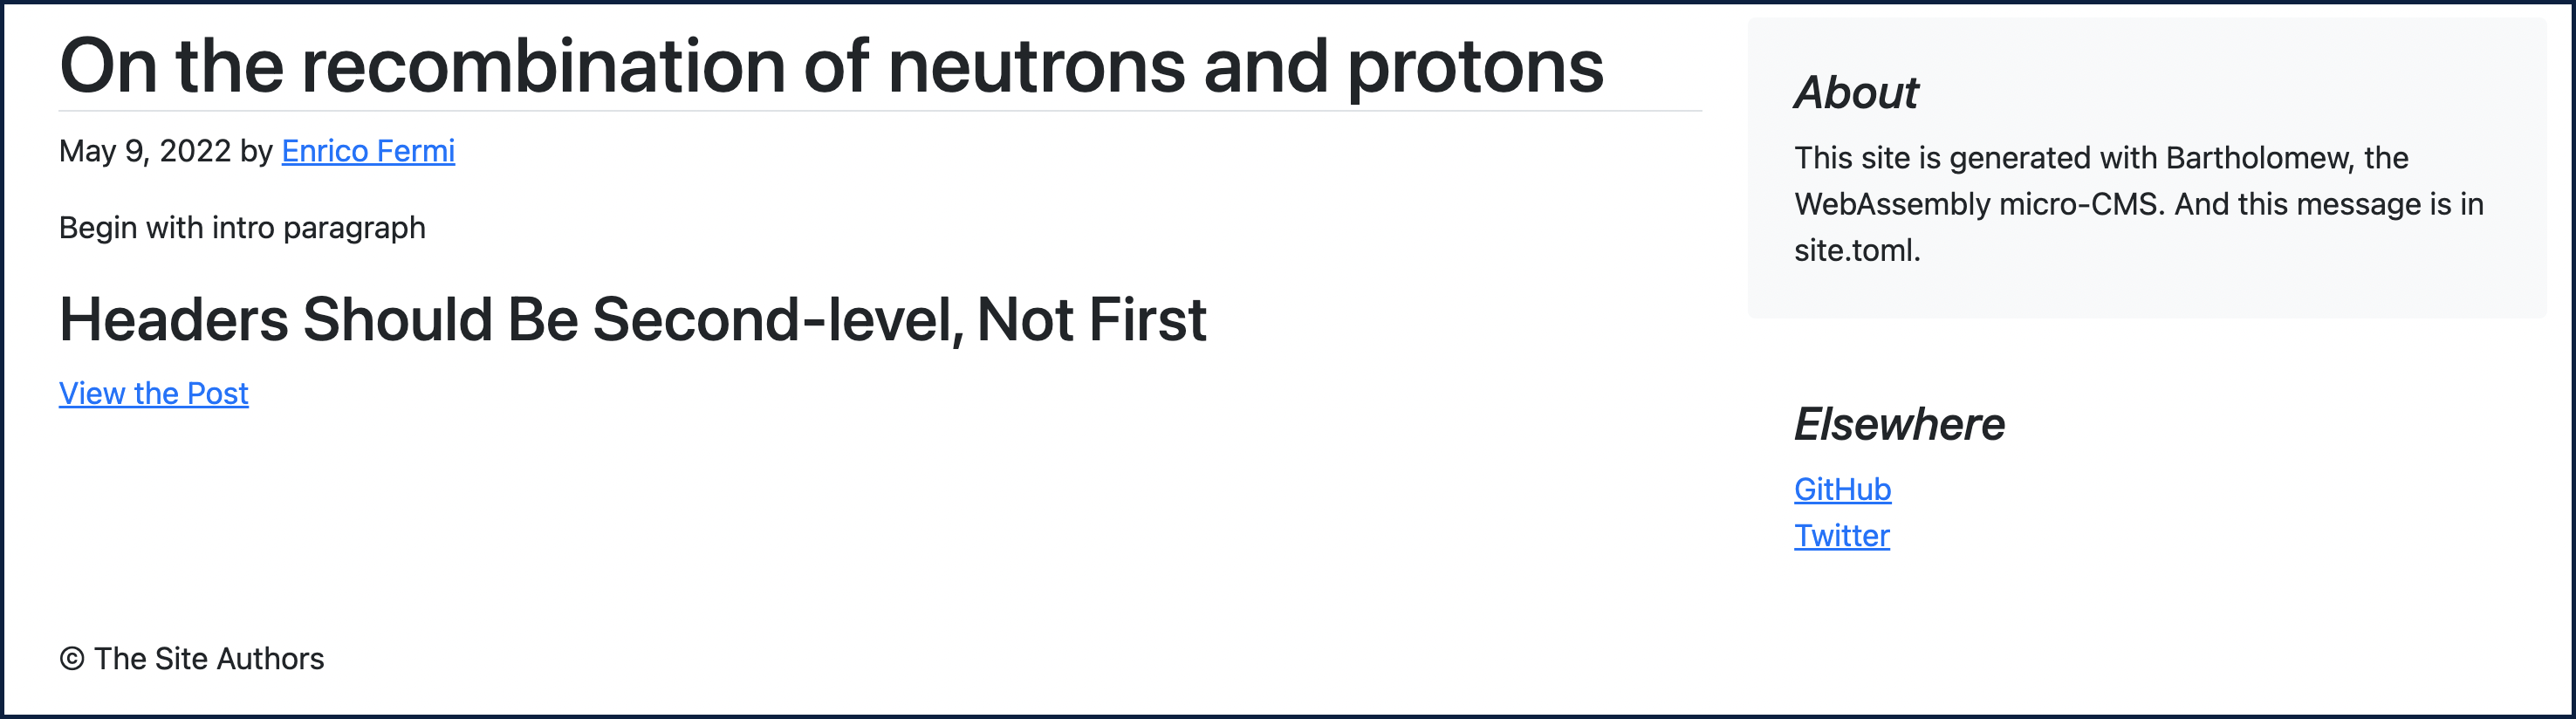 On the recombination of neutrons and protons
May 9, 2022 by Enrico Fermi
Begin with intro paragraph
Headers Should Be Second-level, Not First
View the Post
About
This site is generated with Bartholomew, the
WebAssembly micro-CMS. And this message is in
site.toml.
Elsewhere
GitHub
Twitter
© The Site Authors